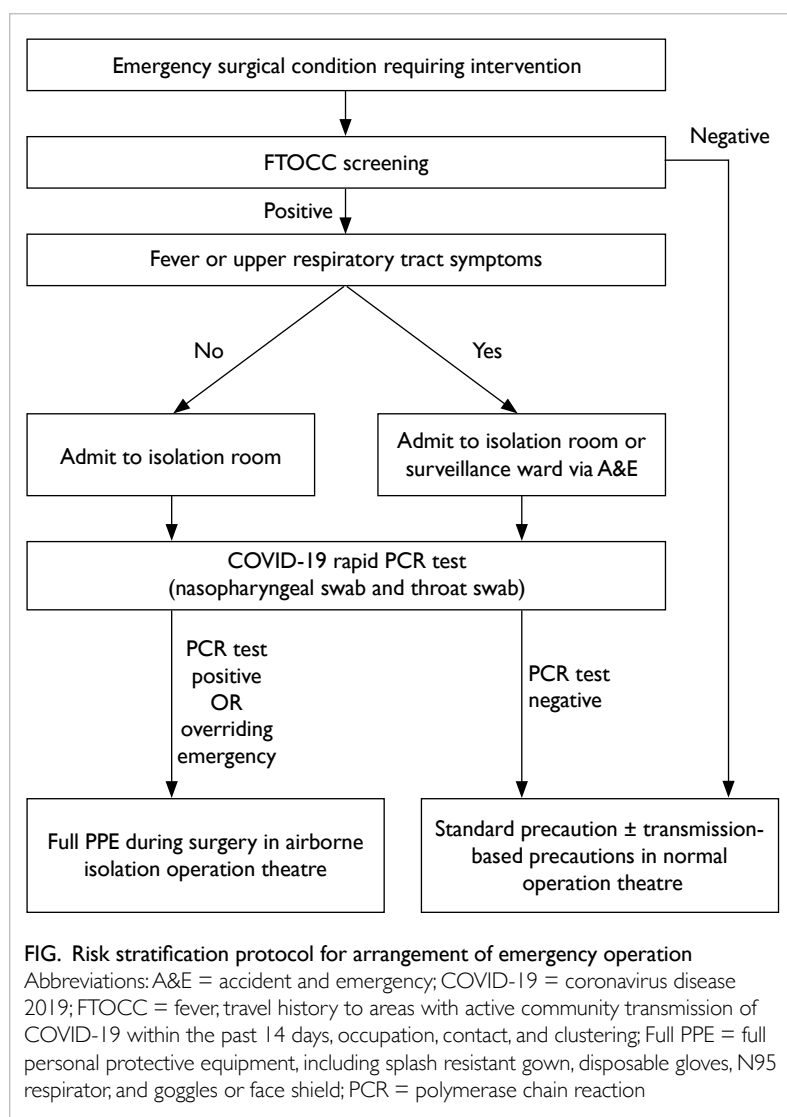 Emergency surgical condition requiring intervention
Negative
FTOCC screening
Positive
Fever or upper respiratory tract symptoms
No
Yes
Admit to isolation room
Admit to isolation room or
surveillance ward via A&E
COVID-19 rapid PCR test
(nasopharyngeal swab and throat swab)
PCR test
positive
OR
overriding
emergency
PCR test
negative
Full PPE during surgery in airborne
isolation operation theatre
Standard precaution ± transmission-
based precautions in normal
operation theatre
FIG. Risk stratification protocol for arrangement of emergency operation
Abbreviations: A&E = accident and emergency; COVID-19 = coronavirus disease
2019; FTOCC = fever, travel history to areas with active community transmission of
COVID-19 within the past 14 days, occupation, contact, and clustering; Full PPE = full
personal protective equipment, including splash resistant gown, disposable gloves, N95
respirator, and goggles or face shield; PCR = polymerase chain reaction